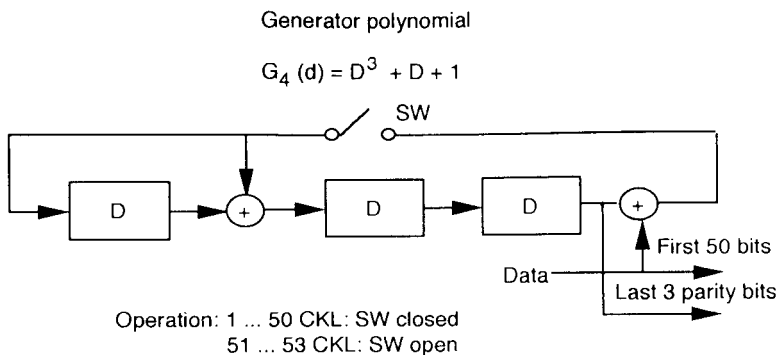 Generator polynomial
G₄ (d) = D³ + D + 1
SW
D
+
D
D
+
First 50 bits
Data
Last 3 parity bits
Operation: 1 ... 50 CKL: SW closed
51 ... 53 CKL: SW open